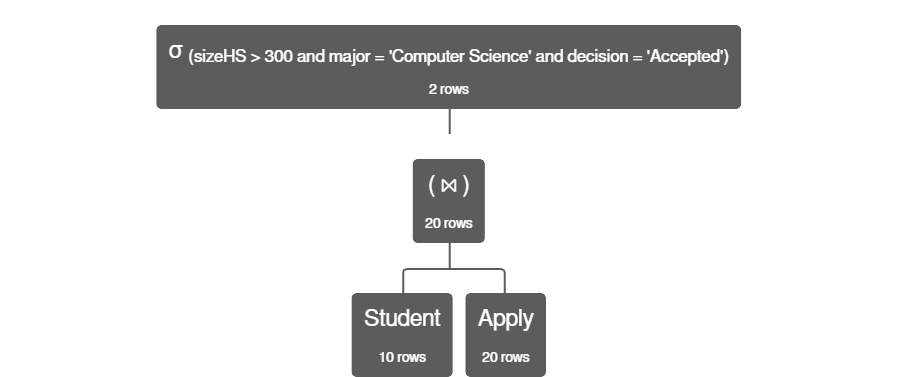 σ (sizeHS > 300 and major = 'Computer Science' and decision = 'Accepted')
2 rows
( ⋈ )
20 rows
Student
10 rows
Apply
20 rows